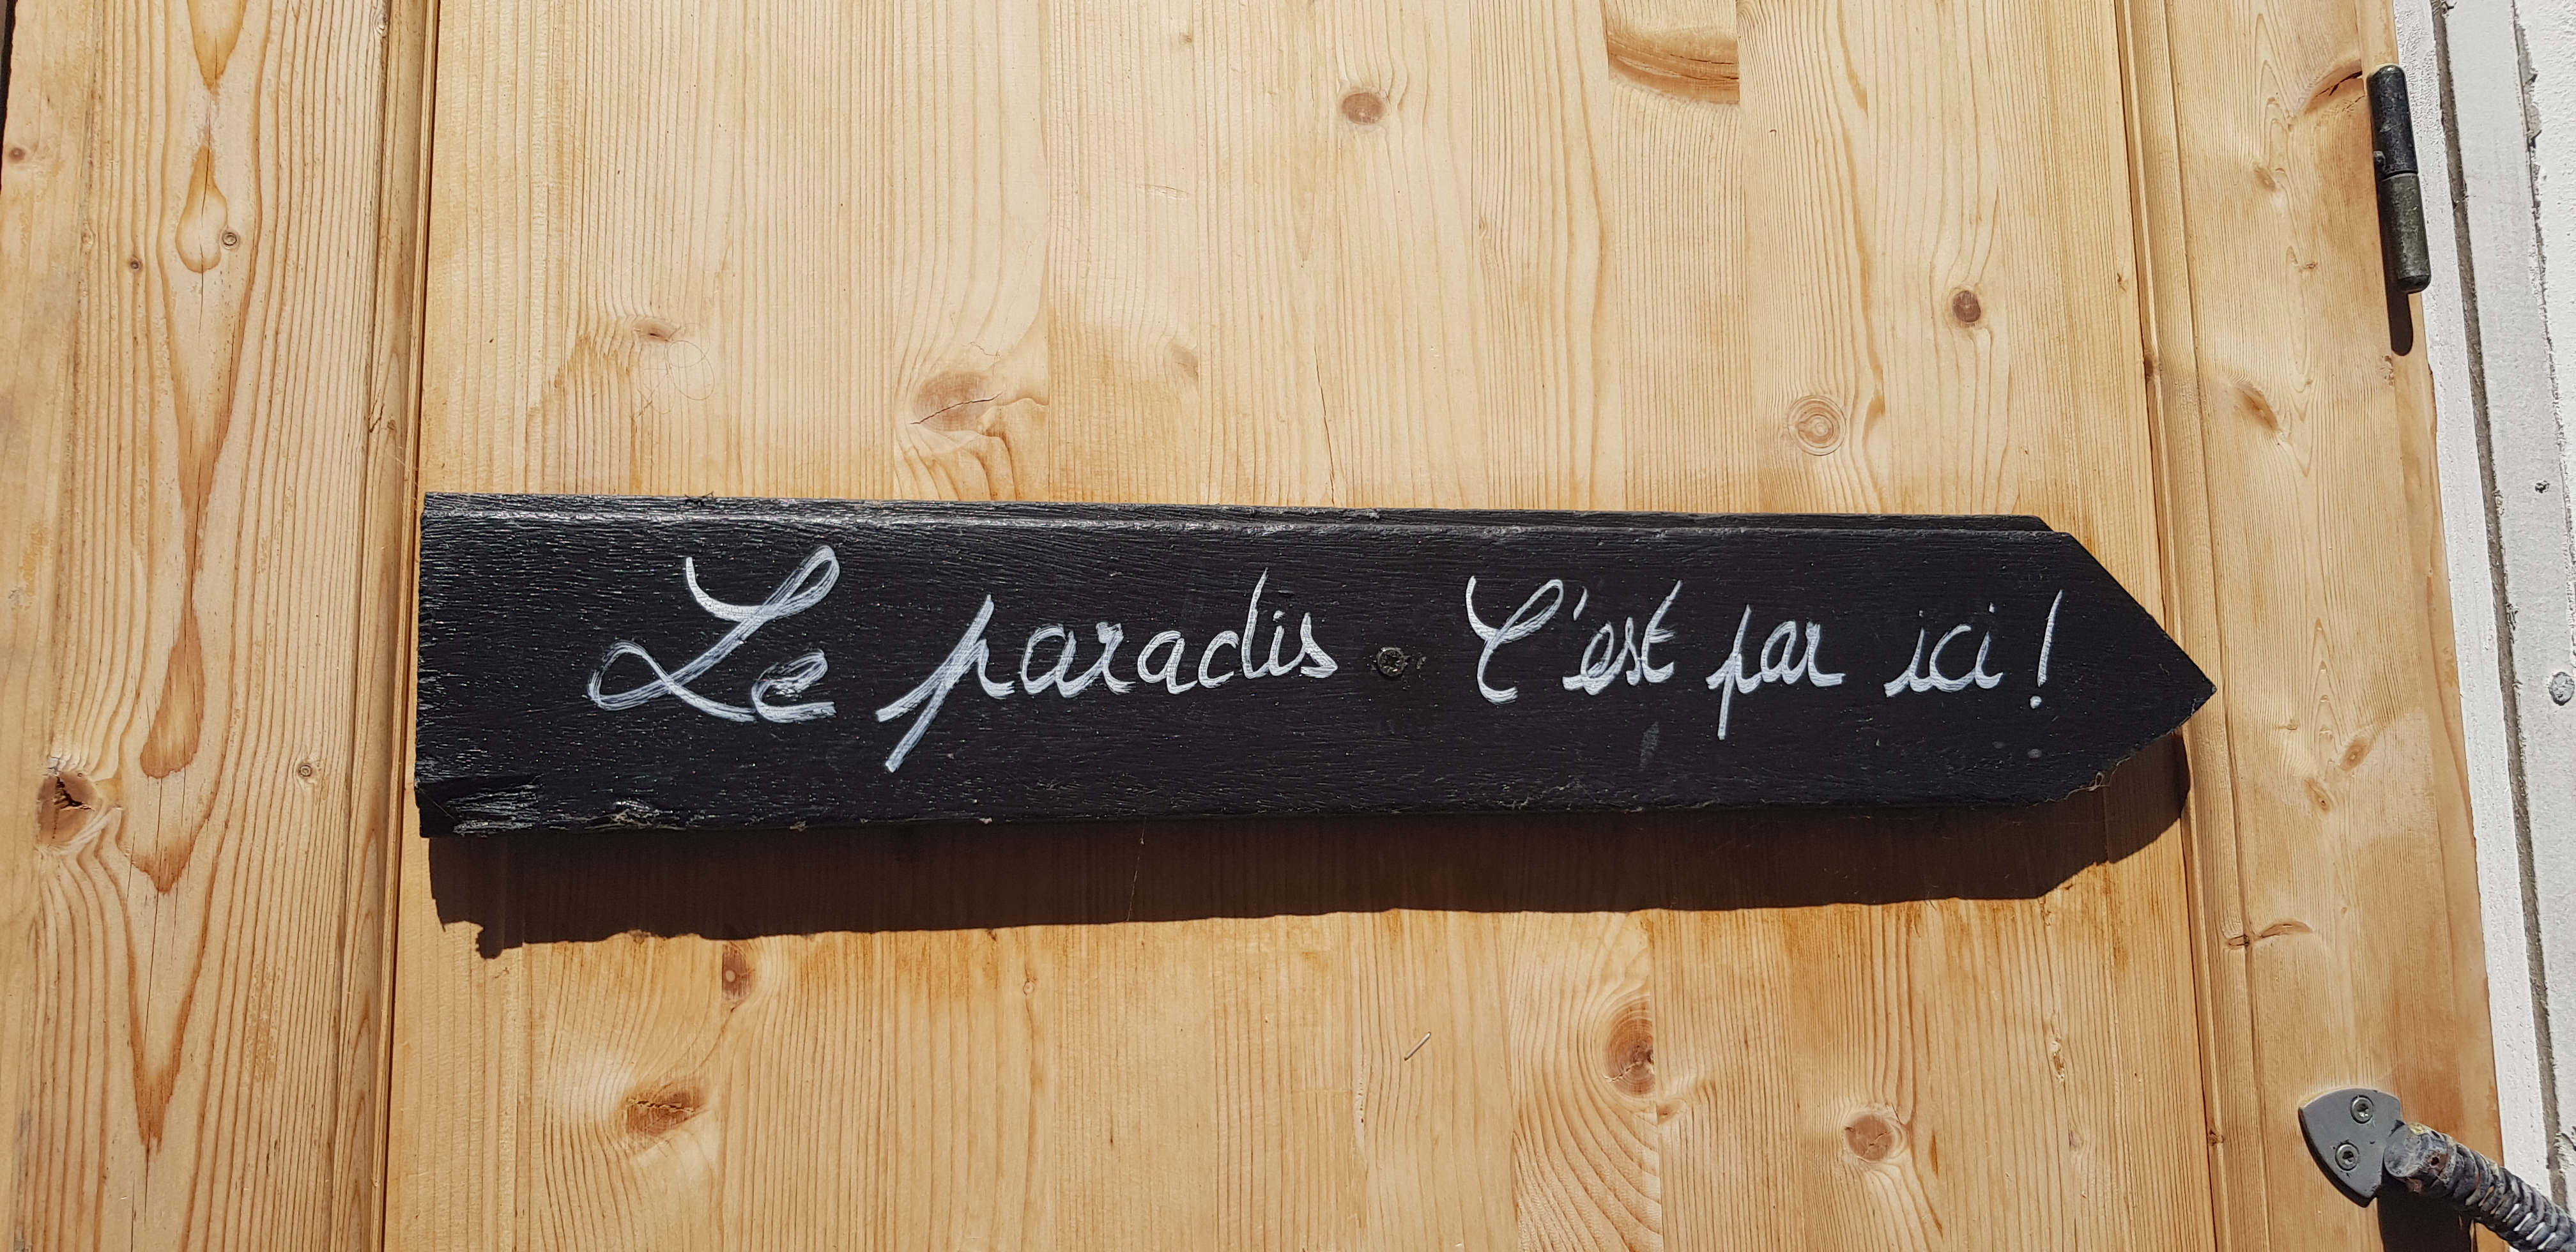 Le paradis C'est par ici !